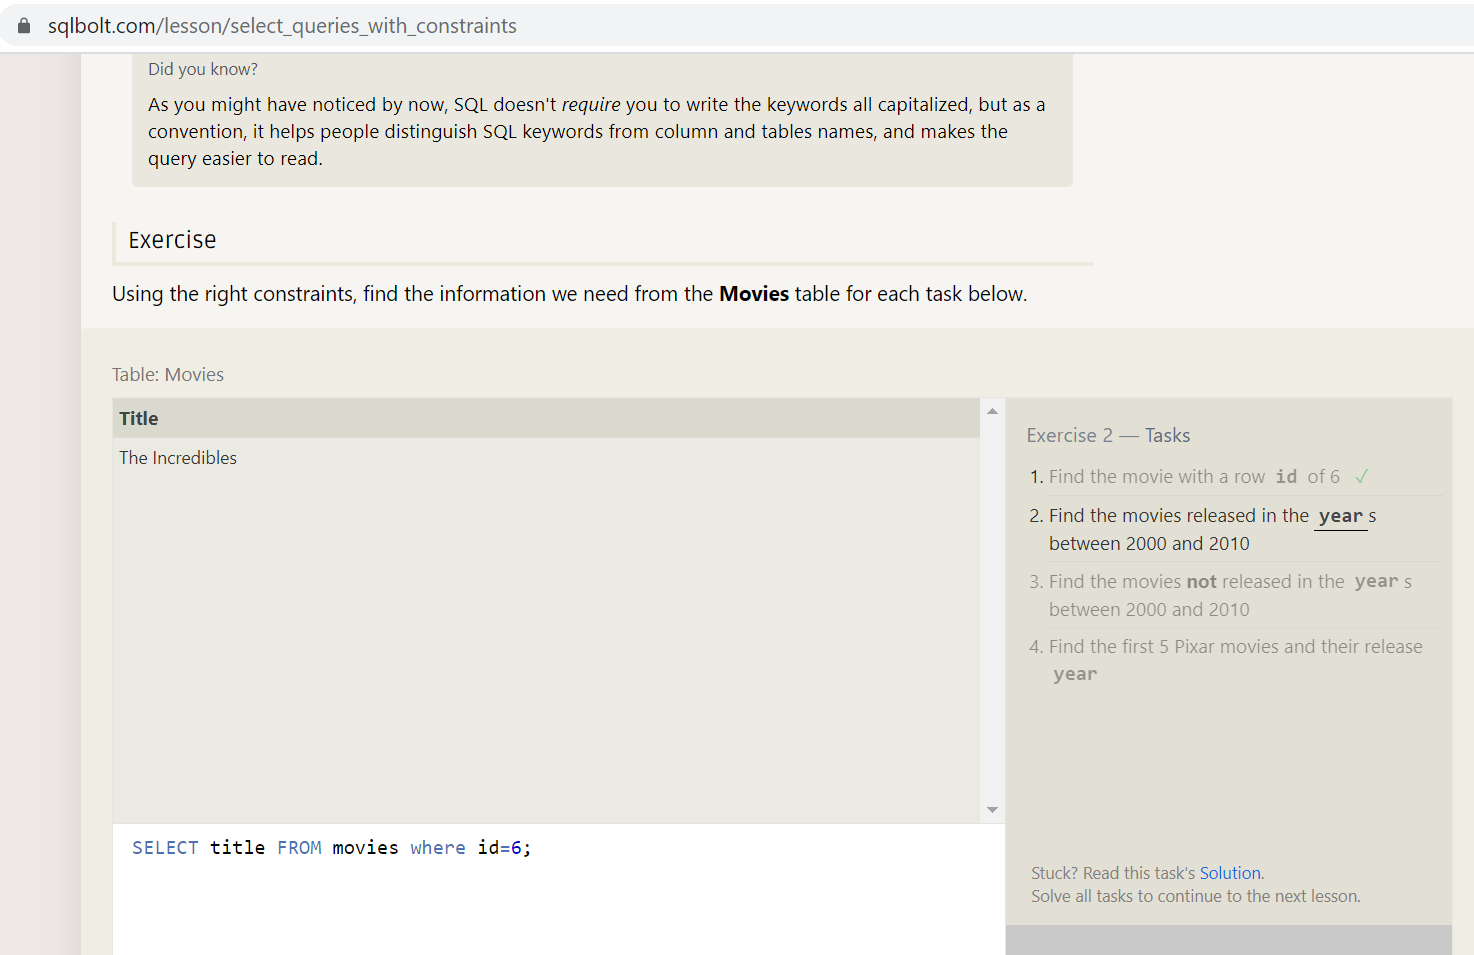 sqlbolt.com/lesson/select_queries_with_constraints
Did you know?
As you might have noticed by now, SQL doesn't require you to write the keywords all capitalized, but as a
convention, it helps people distinguish SQL keywords from column and tables names, and makes the
query easier to read.
Exercise
Using the right constraints, find the information we need from the Movies table for each task below.
Table: Movies
Title
The Incredibles
SELECT title FROM movies where id=6;
Exercise 2 — Tasks
1. Find the movie with a row id of 6 ✓
2. Find the movies released in the year s
between 2000 and 2010
3. Find the movies not released in the year s
between 2000 and 2010
4. Find the first 5 Pixar movies and their release
year
Stuck? Read this task's Solution.
Solve all tasks to continue to the next lesson.